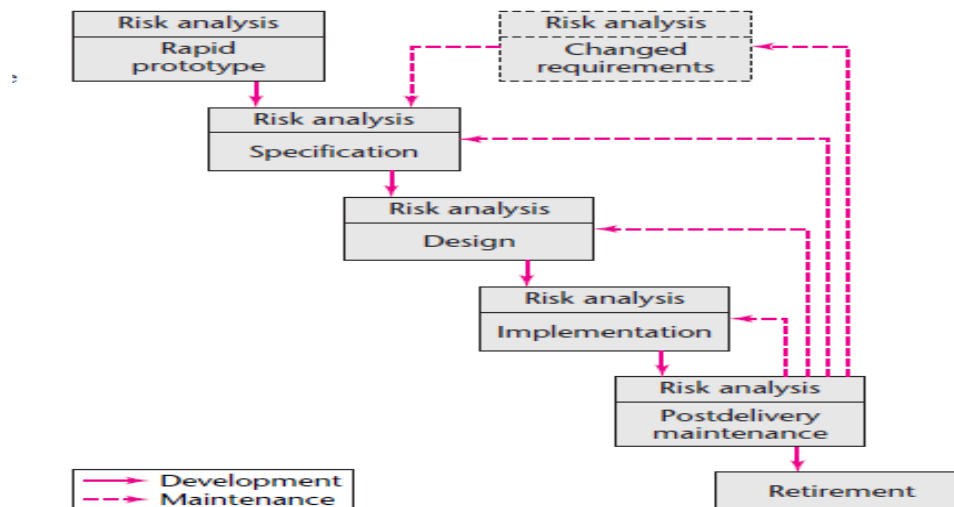 Risk analysis
Rapid
prototype
Risk analysis
Changed
requirements
e
Risk analysis
Specification
Risk analysis
Design
Risk analysis
Implementation
Risk analysis
Postdelivery
maintenance
Development
Maintenance
Retirement